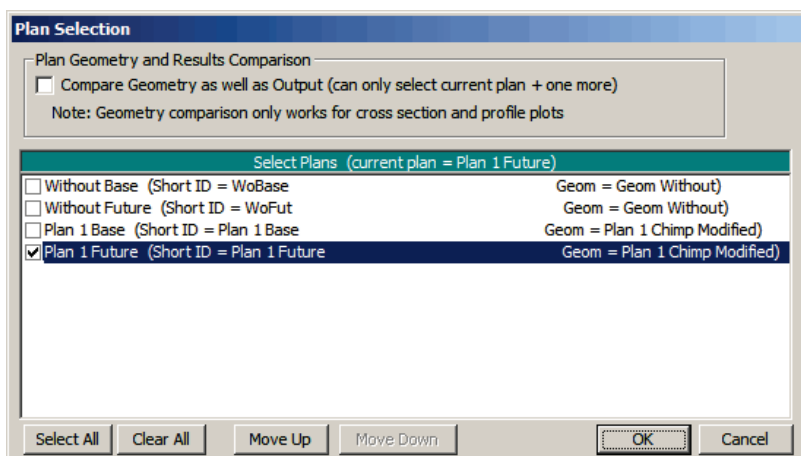 Plan Selection
Plan Geometry and Results Comparison
Compare Geometry as well as Output (can only select current plan + one more)
Note: Geometry comparison only works for cross section and profile plots
Select Plans (current plan = Plan 1 Future)
Without Base (Short ID = WoBase Geom = Geom Without)
Without Future (Short ID = WoFut Geom = Geom Without)
Plan 1 Base (Short ID = Plan 1 Base Geom = Plan 1 Chimp Modified)
Plan 1 Future (Short ID = Plan 1 Future Geom = Plan 1 Chimp Modified)
Select All Clear All Move Up Move Down OK Cancel